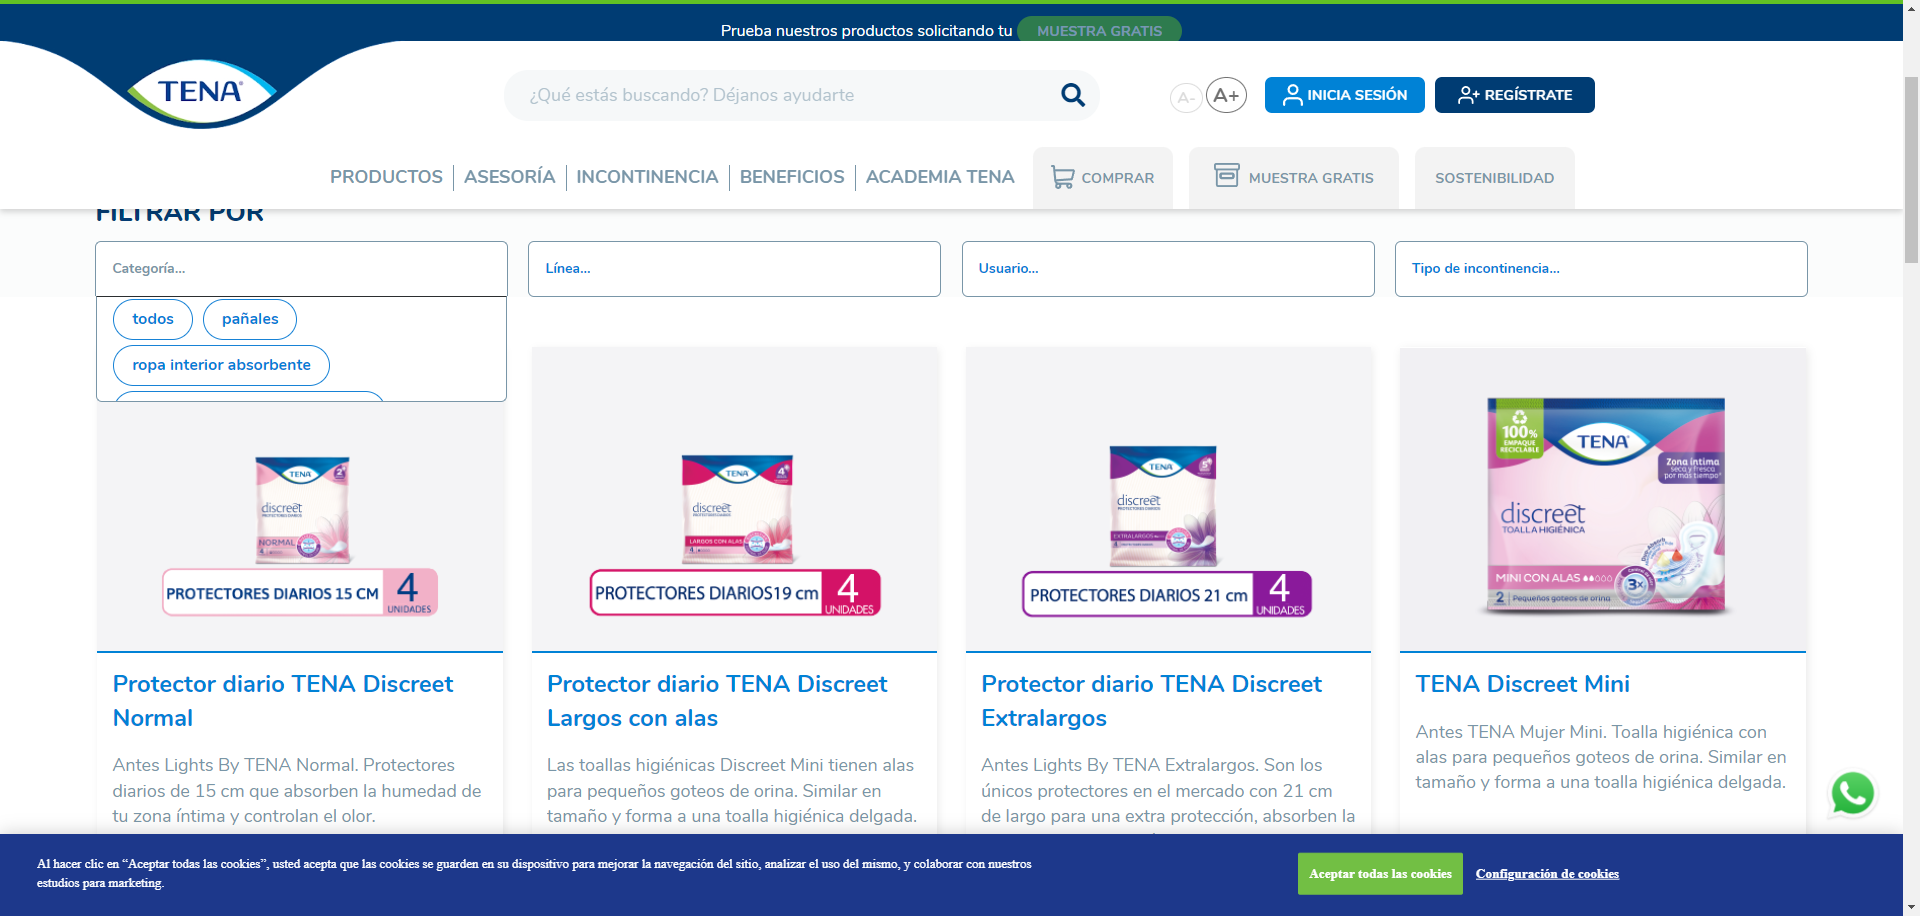 Prueba nuestros productos solicitando tu MUESTRA GRATIS
TENA
¿Qué estás buscando? Déjanos ayudarte
A- A+
INICIA SESIÓN
REGÍSTRATE
PRODUCTOS
ASESORÍA
INCONTINENCIA
BENEFICIOS
ACADEMIA TENA
COMPRAR
MUESTRA GRATIS
SOSTENIBILIDAD
FILTRAR POR
Categoría...
Línea...
Usuario...
Tipo de incontinencia...
todos
pañales
ropa interior absorbente
TENA
discreet
PROTECTORES DIARIOS
NORMAL
PROTECTORES DIARIOS 15 CM
4
UNIDADES
Protector diario TENA Discreet
Normal
Antes Lights By TENA Normal. Protectores
diarios de 15 cm que absorben la humedad de
tu zona íntima y controlan el olor.
TENA
discreet
PROTECTORES DIARIOS
LARGOS CON ALAS
4
PROTECTORES DIARIOS19 cm
4
UNIDADES
Protector diario TENA Discreet
Largos con alas
Las toallas higiénicas Discreet Mini tienen alas
para pequeños goteos de orina. Similar en
tamaño y forma a una toalla higiénica delgada.
TENA
discreet
PROTECTORES DIARIOS
EXTRALARGOS
4
PROTECTORES DIARIOS 21 cm
4
UNIDADES
Protector diario TENA Discreet
Extralargos
Antes Lights By TENA Extralargos. Son los
únicos protectores en el mercado con 21 cm
de largo para una extra protección, absorben la
100%
EMPAQUE
RECICLABLE
TENA
Zona íntima
seca y fresca
por más tiempo*
discreet
TOALLA HIGIÉNICA
MINI CON ALAS
3x
2
Pequeños goteos de orina
TENA Discreet Mini
Antes TENA Mujer Mini. Toalla higiénica con
alas para pequeños goteos de orina. Similar en
tamaño y forma a una toalla higiénica delgada.
Al hacer clic en “Aceptar todas las cookies”, usted acepta que las cookies se guarden en su dispositivo para mejorar la navegación del sitio, analizar el uso del mismo, y colaborar con nuestros
estudios para marketing.
Aceptar todas las cookies
Configuración de cookies